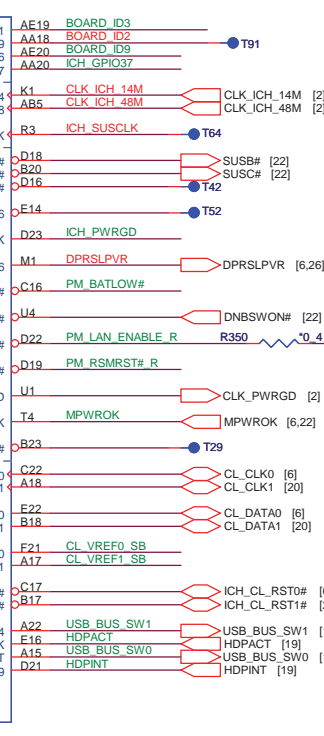 AE19 BOARD_ID3
AA18 BOARD_ID2 T91
AE20 BOARD_ID9
AA20 ICH_GPIO37
K1 CLK_ICH_14M CLK_ICH_14M [2]
AB5 CLK_ICH_48M CLK_ICH_48M [2]
R3 ICH_SUSCLK T64
D18 SUSB# [22]
B20 SUSC# [22]
D16 T42
E14 T52
D23 ICH_PWRGD
M1 DPRSLPVR DPRSLPVR [6,26]
C16 PM_BATLOW#
U4 DNBSWON# [22]
D22 PM_LAN_ENABLE_R R350 *0_4
D19 PM_RSMRST#_R
U1 CLK_PWRGD [2]
T4 MPWROK MPWROK [6,22]
B23 T29
C22 CL_CLK0 [6]
A18 CL_CLK1 [20]
E22 CL_DATA0 [6]
B18 CL_DATA1 [20]
F21 CL_VREF0_SB
A17 CL_VREF1_SB
C17 ICH_CL_RST0#
B17 ICH_CL_RST1#
A22 USB_BUS_SW1 USB_BUS_SW1
E16 HDPACT HDPACT [19]
A15 USB_BUS_SW0 USB_BUS_SW0
D21 HDPINT HDPINT [19]